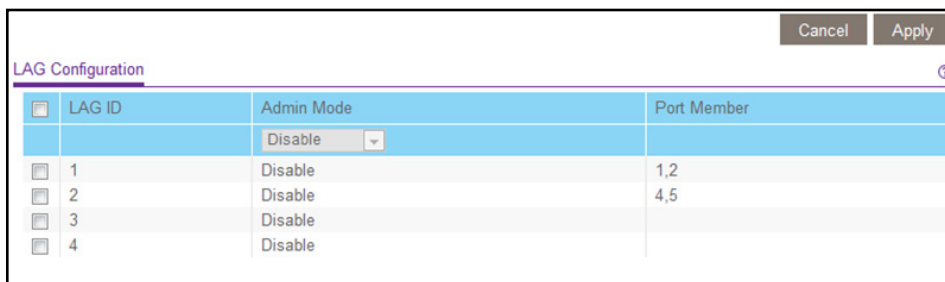 Cancel Apply
LAG Configuration
LAG ID Admin Mode Port Member
Disable
1 Disable 1,2
2 Disable 4,5
3 Disable
4 Disable